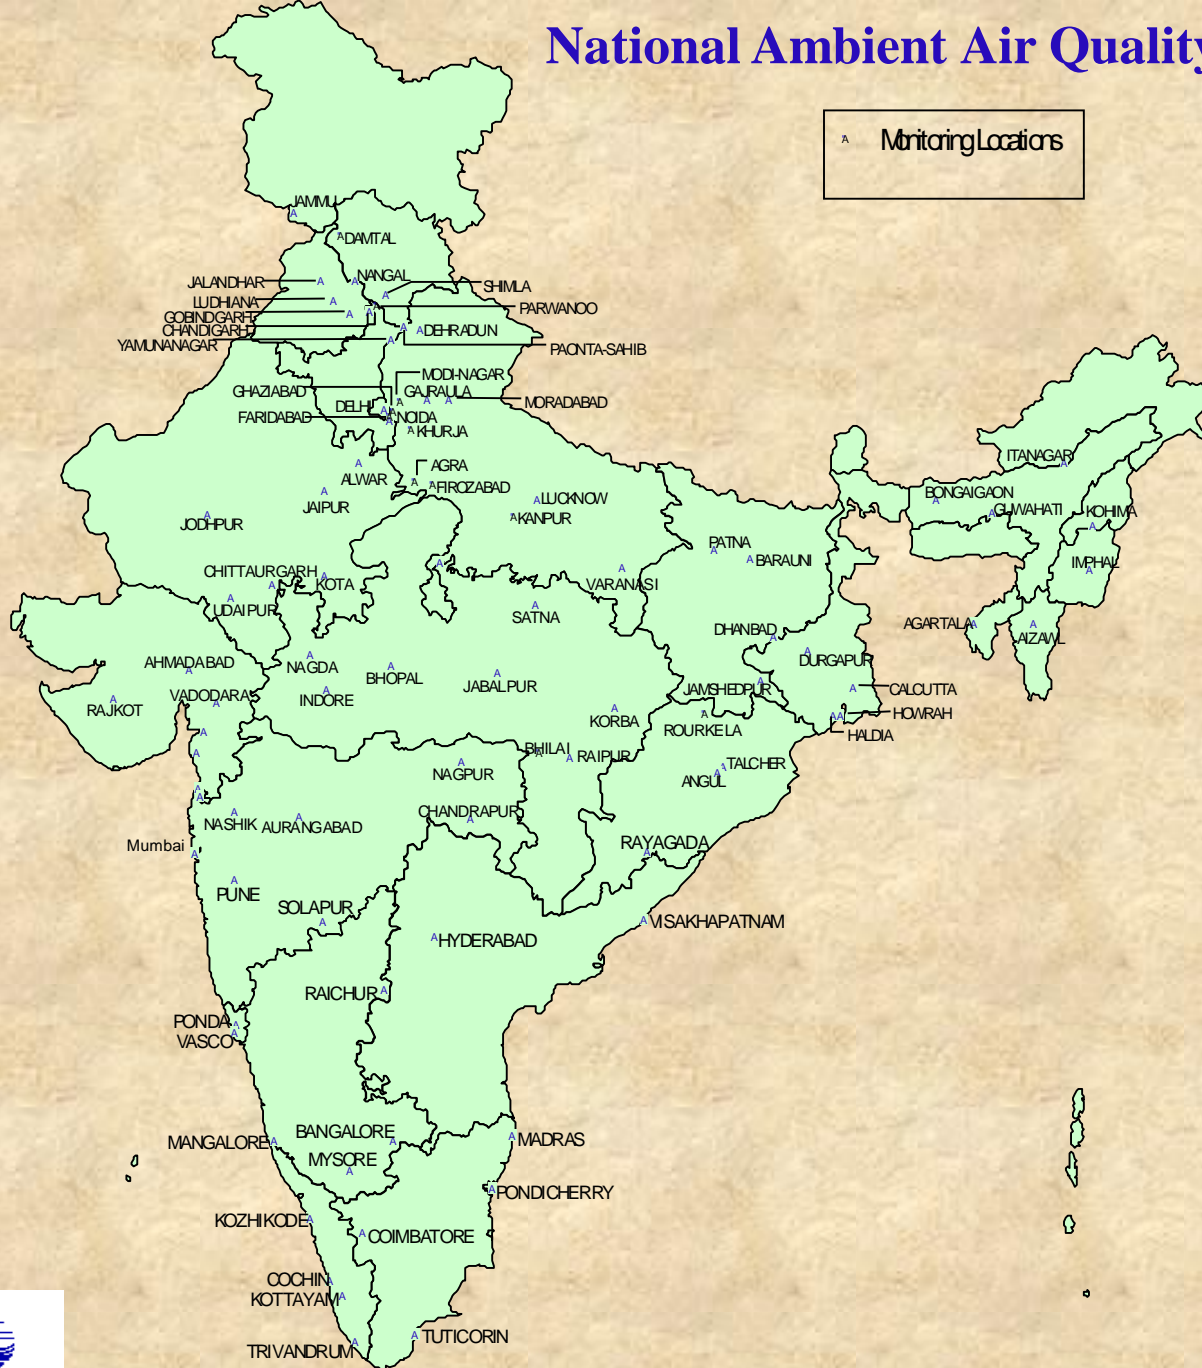 National Ambient Air Quality
A Monitoring Locations
JAMMU
DAMTAL
JALANDHAR
NANGAL
SHIMLA
LUDHIANA
PARWANOO
GOBINDGARH
CHANDIGARH
DEHRADUN
YAMUNANAGAR
PAONTA-SAHIB
MODI-NAGAR
GHAZIABAD
GAJRAULA
MORADABAD
DELHI
FARIDABAD
NOIDA
KHURJA
ITANAGAR
AGRA
ALWAR
FIROZABAD
BONGAIGAON
JAIPUR
LUCKNOW
GUWAHATI
KOHIMA
KANPUR
JODHPUR
PATNA
BARAUNI
IMPHAL
CHITTAURGARH
KOTA
VARANASI
UDAIPUR
SATNA
AGARTALA
DHANBAD
AIZAWL
AHMADABAD
NAGDA
DURGAPUR
BHOPAL
JABALPUR
JAMSHEDPUR
CALCUTTA
VADODARA
INDORE
RAJKOT
KORBA
HOWRAH
ROURKELA
HALDIA
BHILAI
RAIPUR
TALCHER
NAGPUR
ANGUL
CHANDRAPUR
NASHIK
AURANGABAD
Mumbai
RAYAGADA
PUNE
SOLAPUR
VISAKHAPATNAM
HYDERABAD
RAICHUR
PONDA
VASCO
BANGALORE
MANGALORE
MADRAS
MYSORE
PONDICHERRY
KOZHIKODE
COIMBATORE
COCHIN
KOTTAYAM
TUTICORIN
TRIVANDRUM